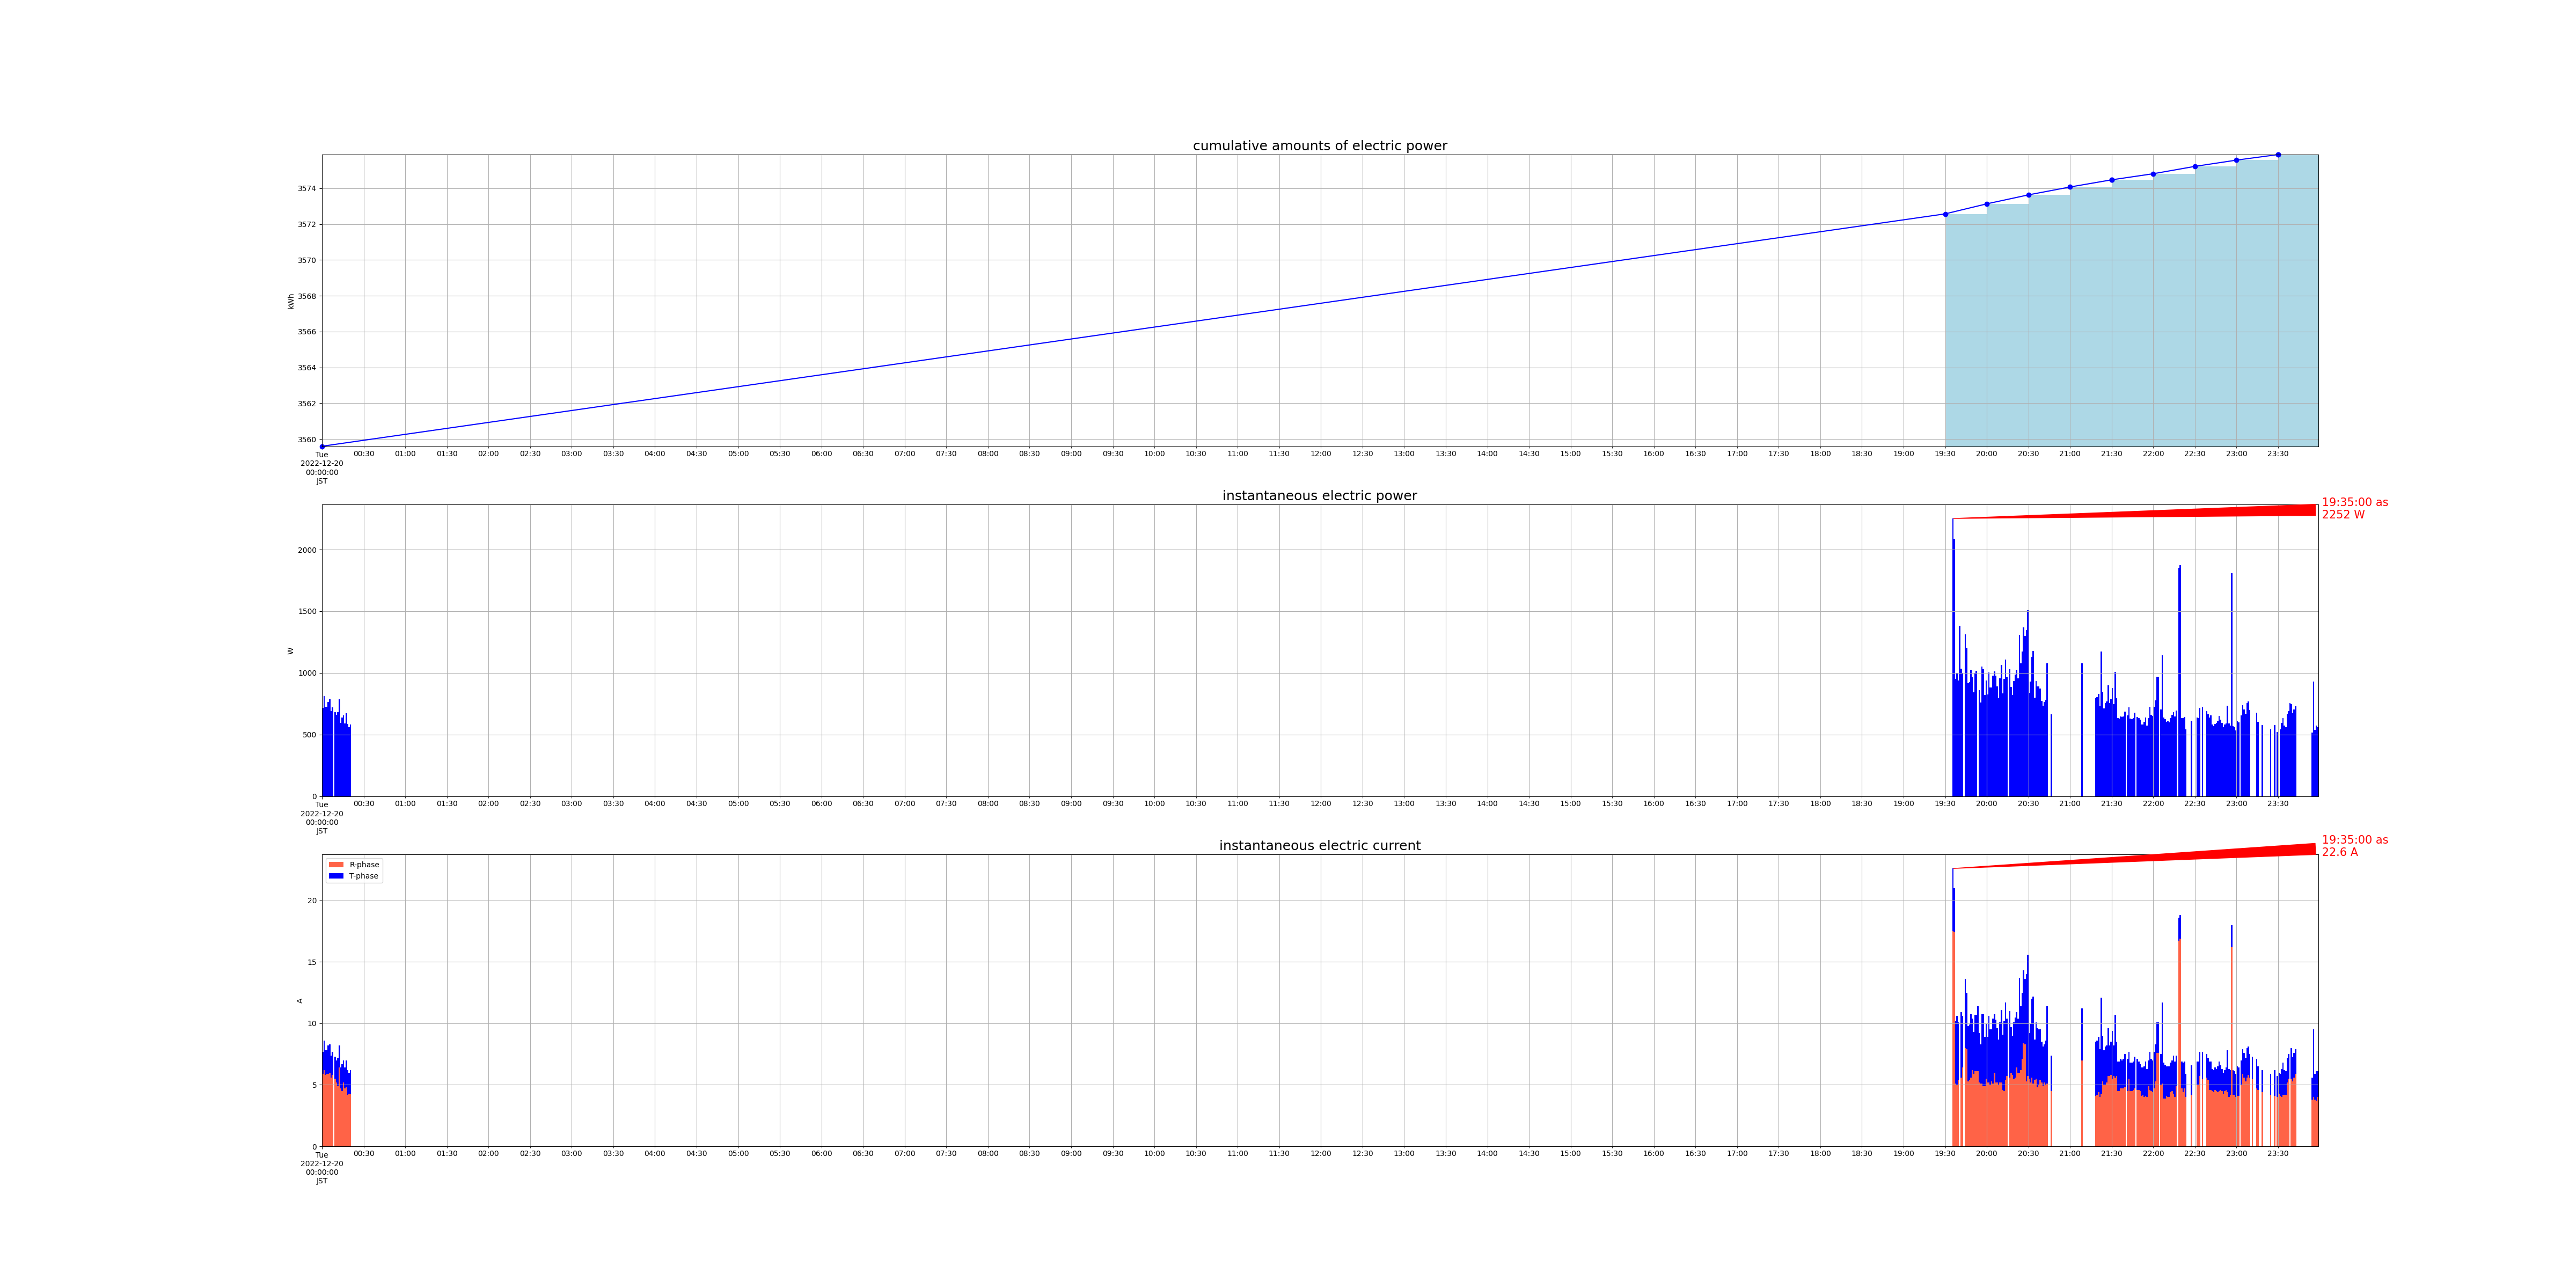 cumulative amounts of electric power
3574
3572
3570
3568
3566
3564
3562
3560
kWh
Tue
2022-12-20
00:00:00
JST
00:30 01:00 01:30 02:00 02:30 03:00 03:30 04:00 04:30 05:00 05:30 06:00 06:30 07:00 07:30 08:00 08:30 09:00 09:30 10:00 10:30 11:00 11:30 12:00 12:30 13:00 13:30 14:00 14:30 15:00 15:30 16:00 16:30 17:00 17:30 18:00 18:30 19:00 19:30 20:00 20:30 21:00 21:30 22:00 22:30 23:00 23:30
instantaneous electric power
19:35:00 as
2252 W
2000
1500
1000
500
0
W
Tue
2022-12-20
00:00:00
JST
00:30 01:00 01:30 02:00 02:30 03:00 03:30 04:00 04:30 05:00 05:30 06:00 06:30 07:00 07:30 08:00 08:30 09:00 09:30 10:00 10:30 11:00 11:30 12:00 12:30 13:00 13:30 14:00 14:30 15:00 15:30 16:00 16:30 17:00 17:30 18:00 18:30 19:00 19:30 20:00 20:30 21:00 21:30 22:00 22:30 23:00 23:30
instantaneous electric current
19:35:00 as
22.6 A
R-phase
T-phase
20
15
10
5
0
A
Tue
2022-12-20
00:00:00
JST
00:30 01:00 01:30 02:00 02:30 03:00 03:30 04:00 04:30 05:00 05:30 06:00 06:30 07:00 07:30 08:00 08:30 09:00 09:30 10:00 10:30 11:00 11:30 12:00 12:30 13:00 13:30 14:00 14:30 15:00 15:30 16:00 16:30 17:00 17:30 18:00 18:30 19:00 19:30 20:00 20:30 21:00 21:30 22:00 22:30 23:00 23:30